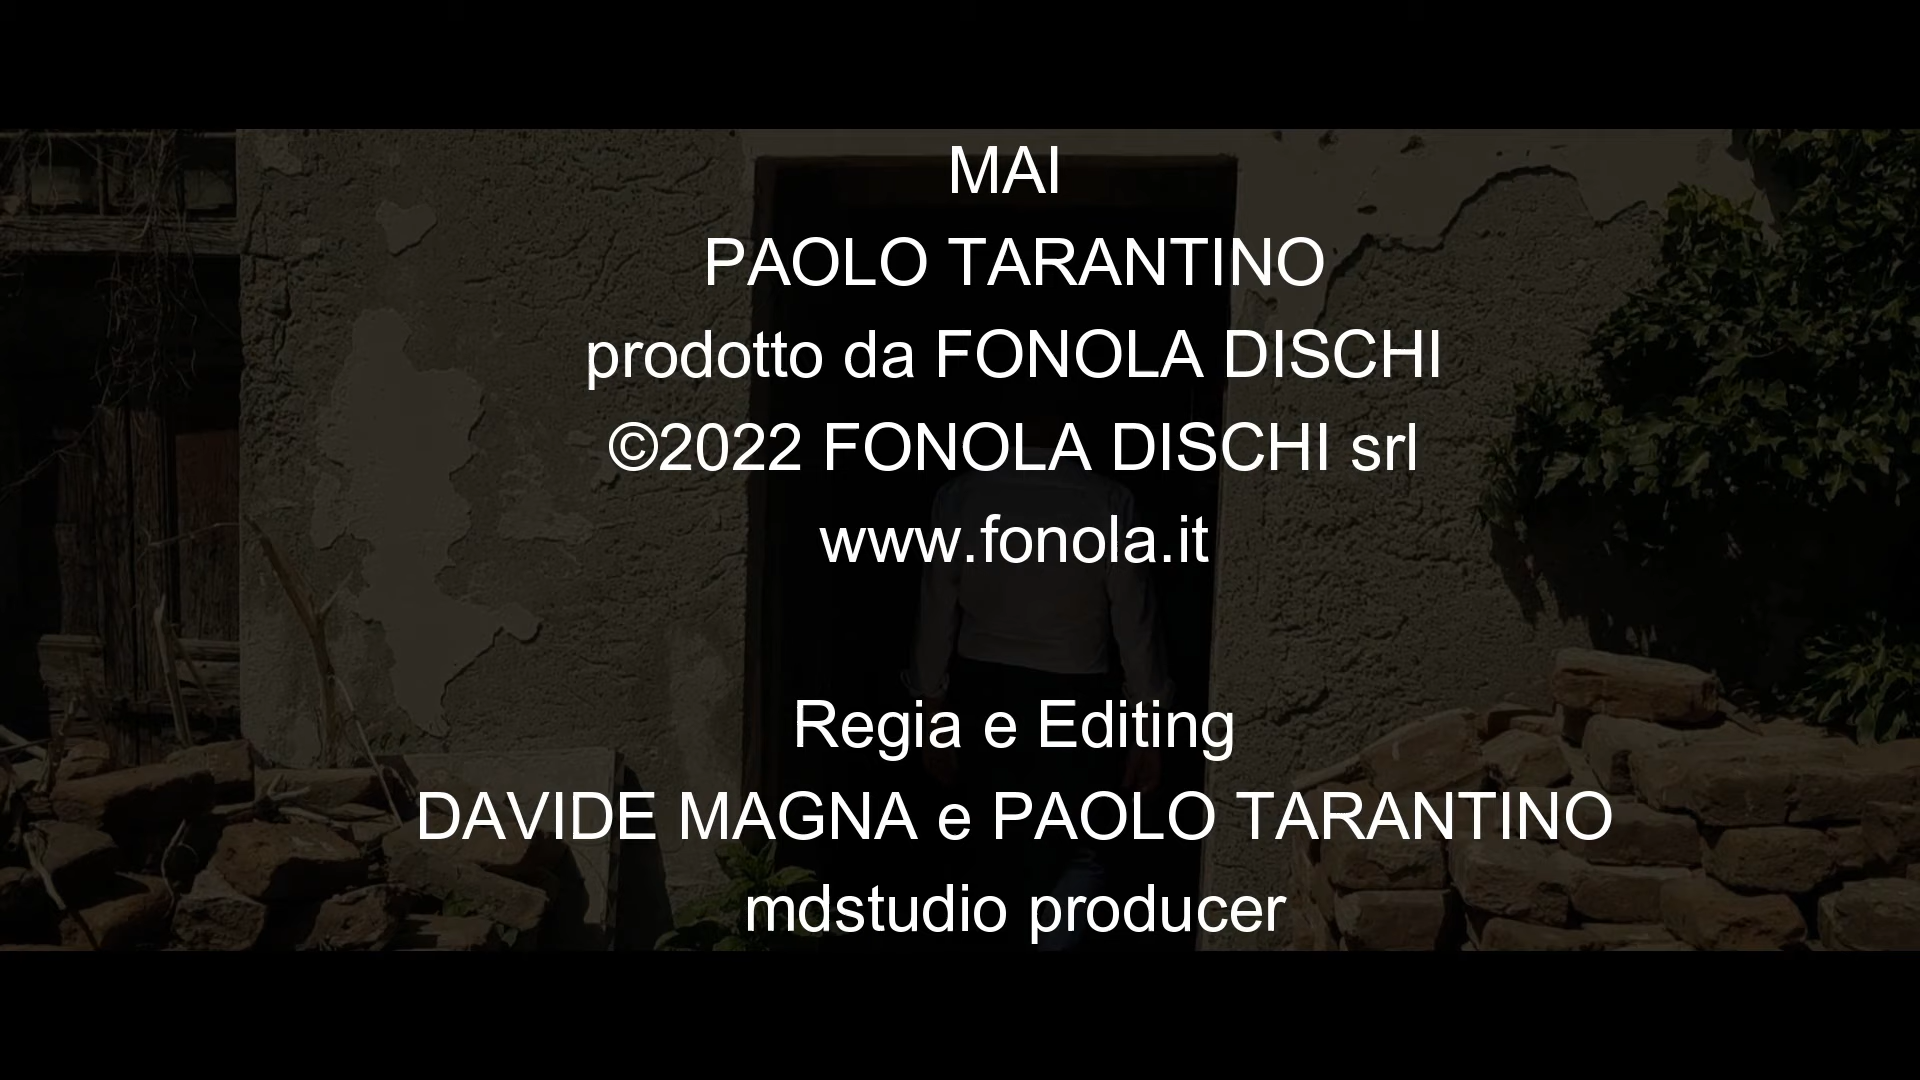 MAI
PAOLO TARANTINO
prodotto da FONOLA DISCHI
©2022 FONOLA DISCHI srl
www.fonola.it
Regia e Editing
DAVIDE MAGNA e PAOLO TARANTINO
mdstudio producer